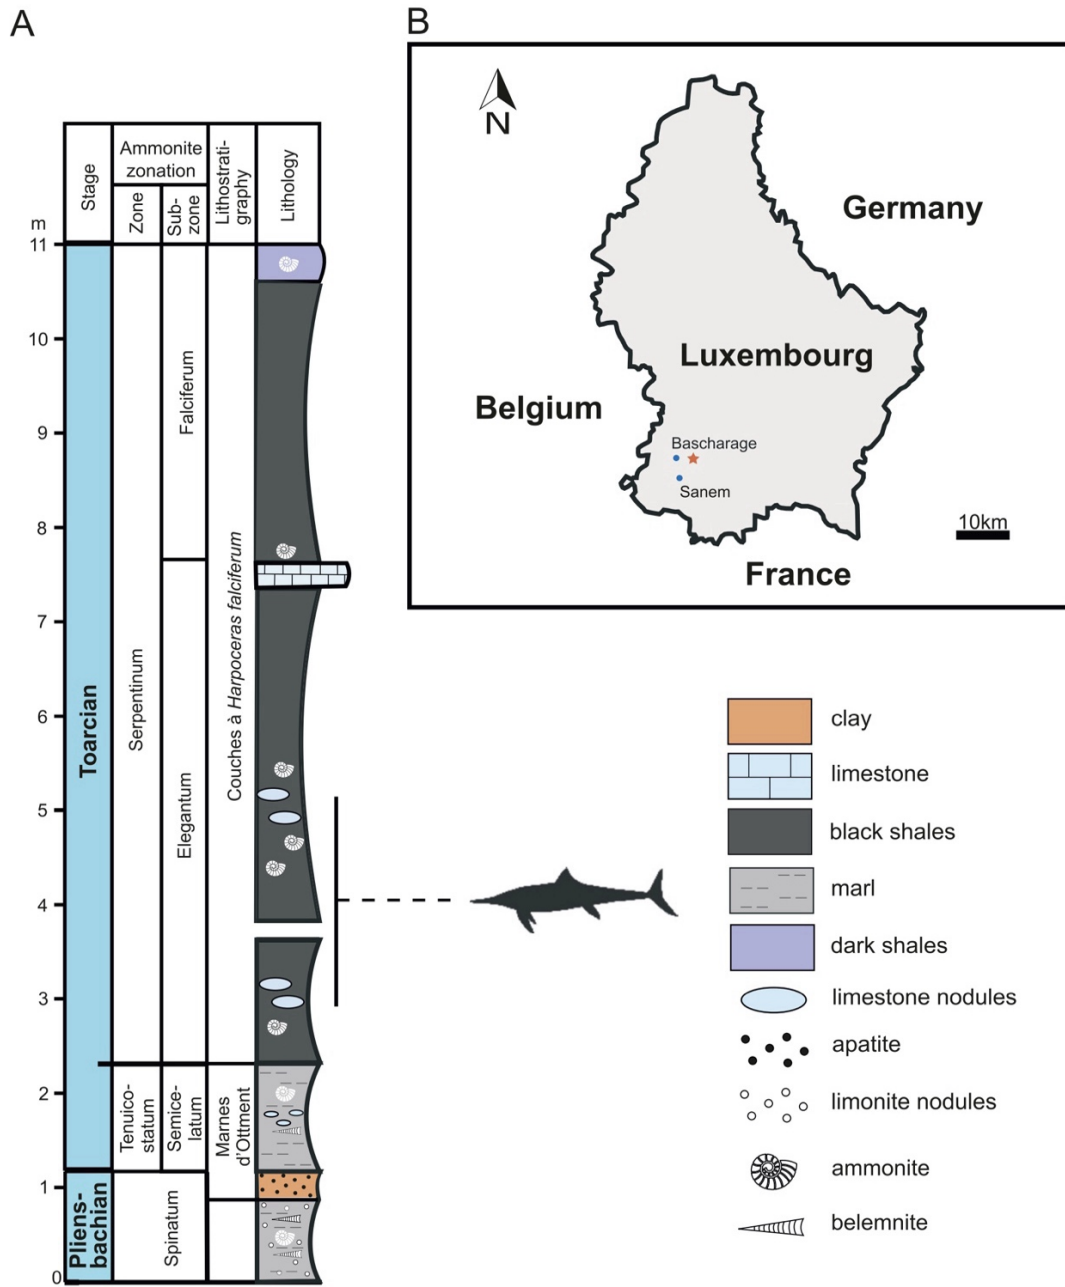 A
Stage
Ammonite
zonation
Zone
Sub-
zone
Lithostrati-
graphy
Lithology
m
11
10
9
8
7
6
5
4
3
2
1
0
Toarcian
Pliens-
bachian
Serpentinum
Tenuico-
statum
Spinatum
Falciferum
Elegantum
Semice-
latum
Couches à Harpoceras falciferum
Marnes
d'Ottment
B
N
Germany
Luxembourg
Belgium
Bascharage
Sanem
10km
France
clay
limestone
black shales
marl
dark shales
limestone nodules
apatite
limonite nodules
ammonite
belemnite